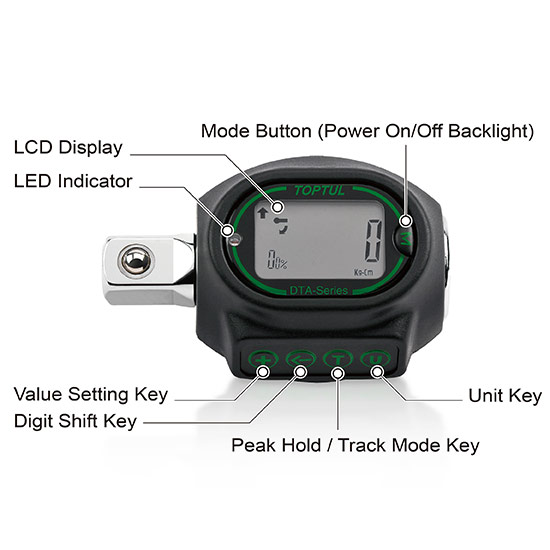 Mode Button (Power On/Off Backlight)
LCD Display
LED Indicator
TOPTUL
0
00%
Kg-Cm
M
DTA-Series
+
←
T
U
Value Setting Key
Unit Key
Digit Shift Key
Peak Hold / Track Mode Key